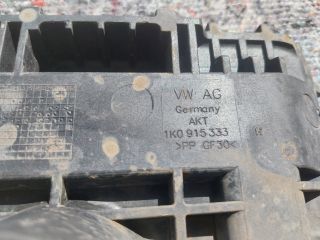 VW AG
Germany
AKT
1K0 915 333
>PP GF30<